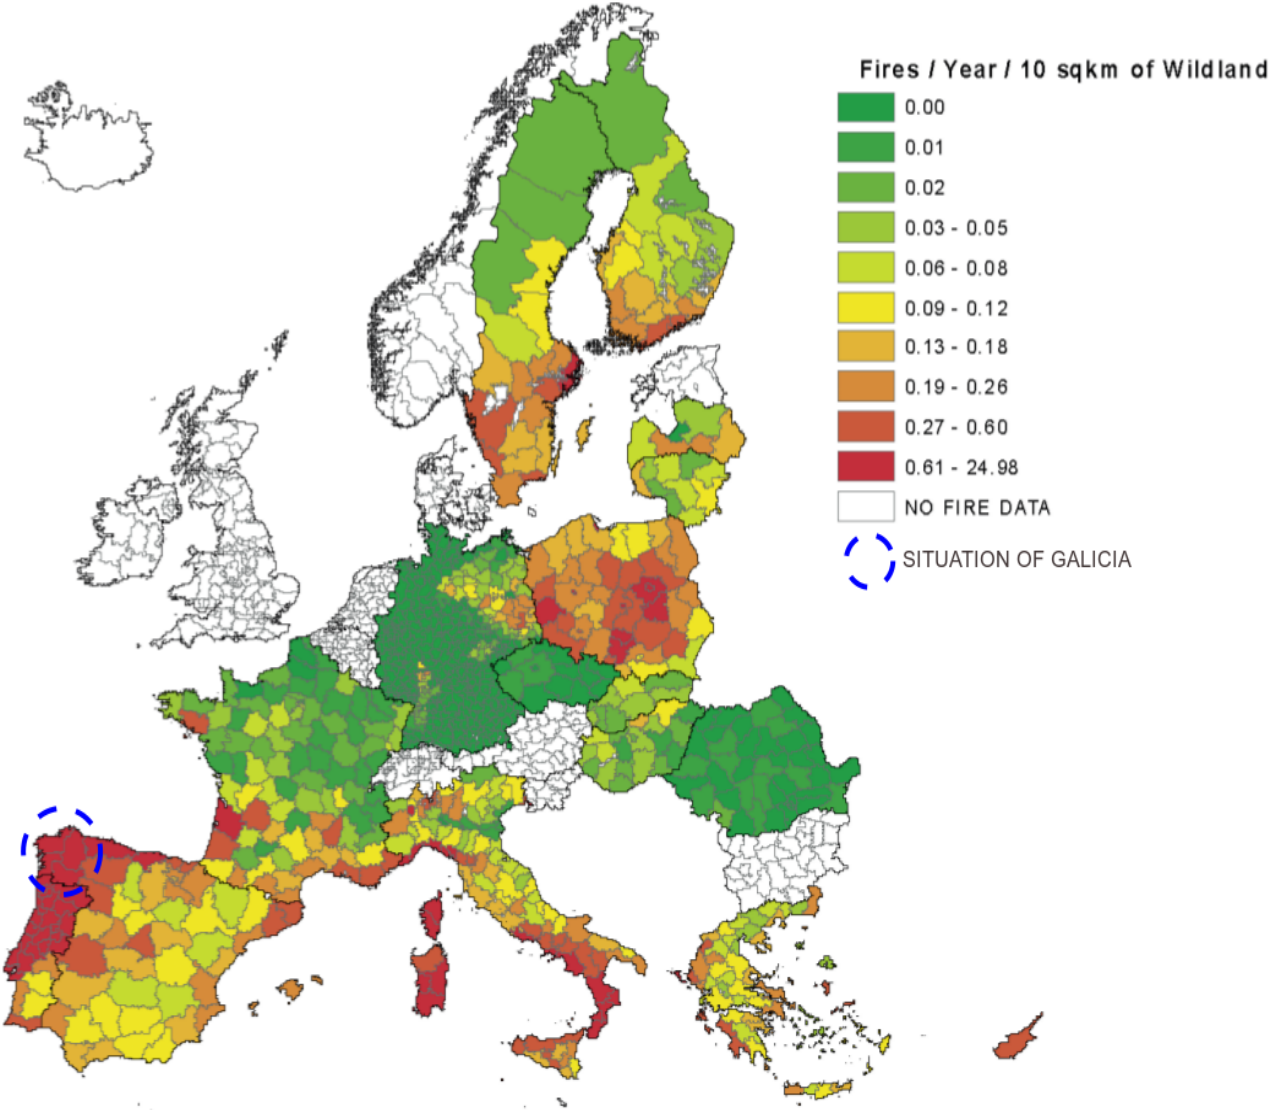 Fires / Year / 10 sqkm of Wildland
0.00
0.01
0.02
0.03 - 0.05
0.06 - 0.08
0.09 - 0.12
0.13 - 0.18
0.19 - 0.26
0.27 - 0.60
0.61 - 24.98
NO FIRE DATA
SITUATION OF GALICIA